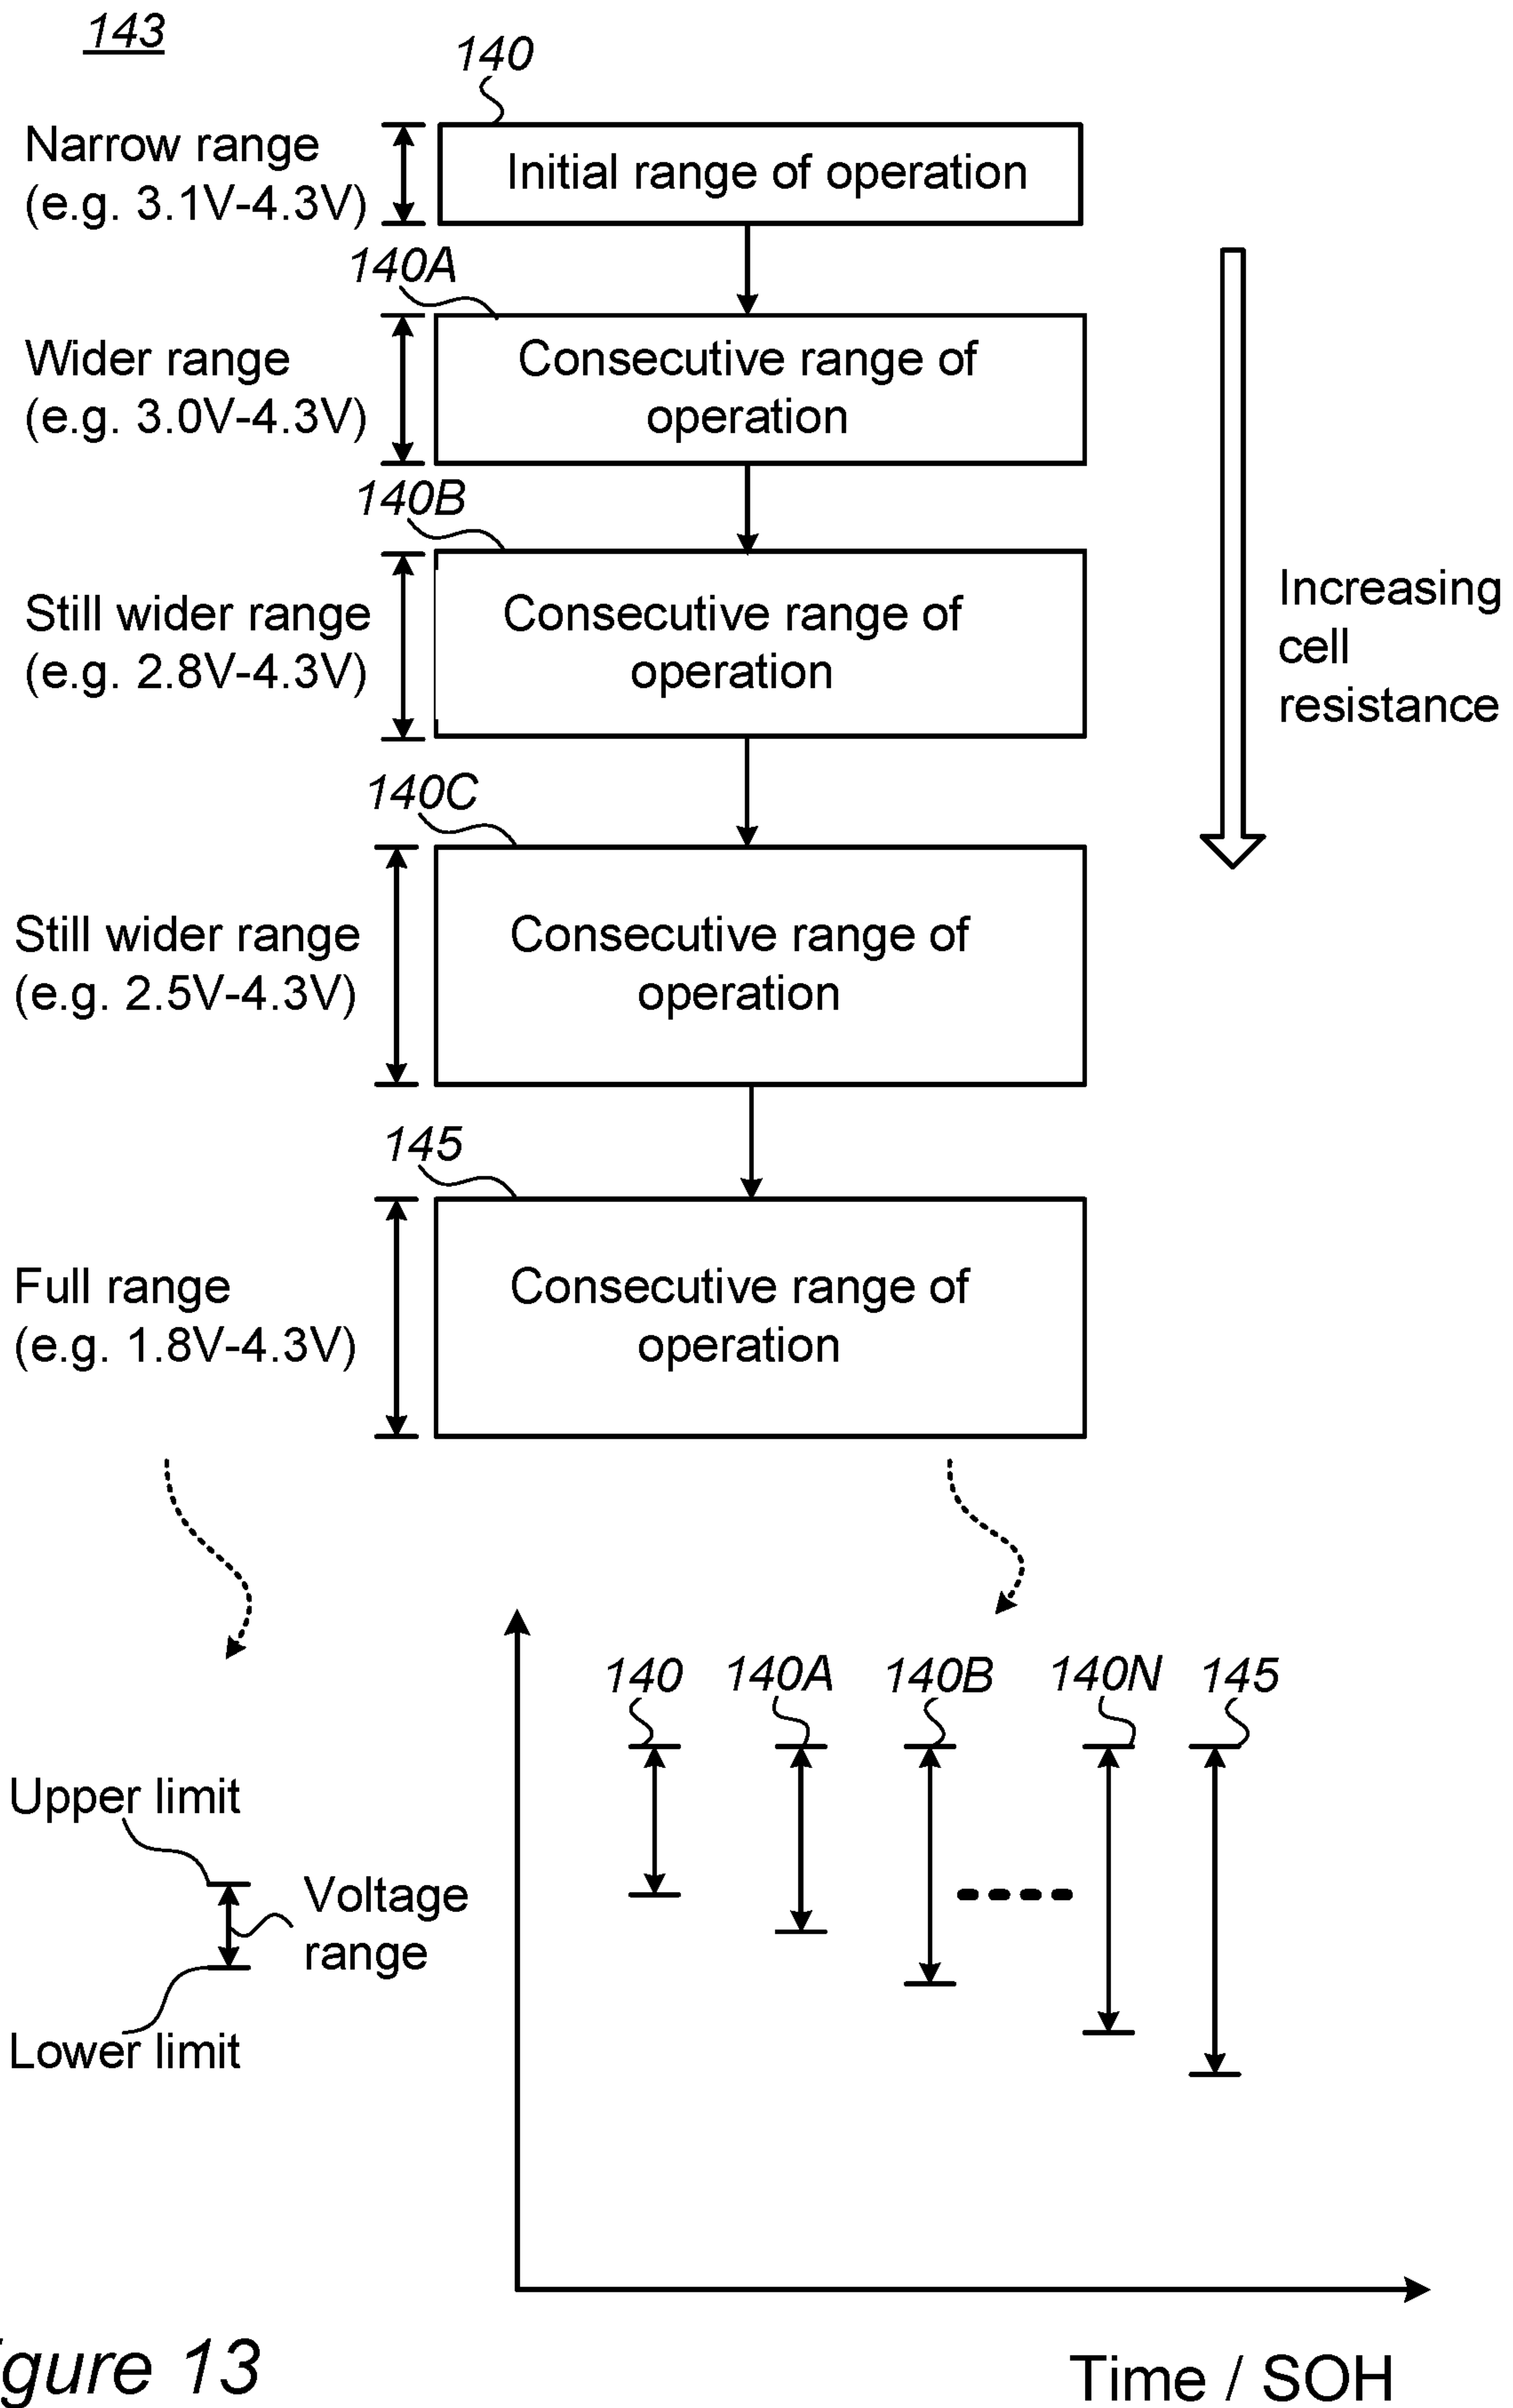 143
140
Narrow range
(e.g. 3.1V-4.3V)
Initial range of operation
140A
Wider range
(e.g. 3.0V-4.3V)
Consecutive range of
operation
140B
Still wider range
(e.g. 2.8V-4.3V)
Consecutive range of
operation
Increasing
cell
resistance
140C
Still wider range
(e.g. 2.5V-4.3V)
Consecutive range of
operation
145
Full range
(e.g. 1.8V-4.3V)
Consecutive range of
operation
140 140A 140B 140N 145
Upper limit
Voltage
range
Lower limit
gure 13
Time / SOH